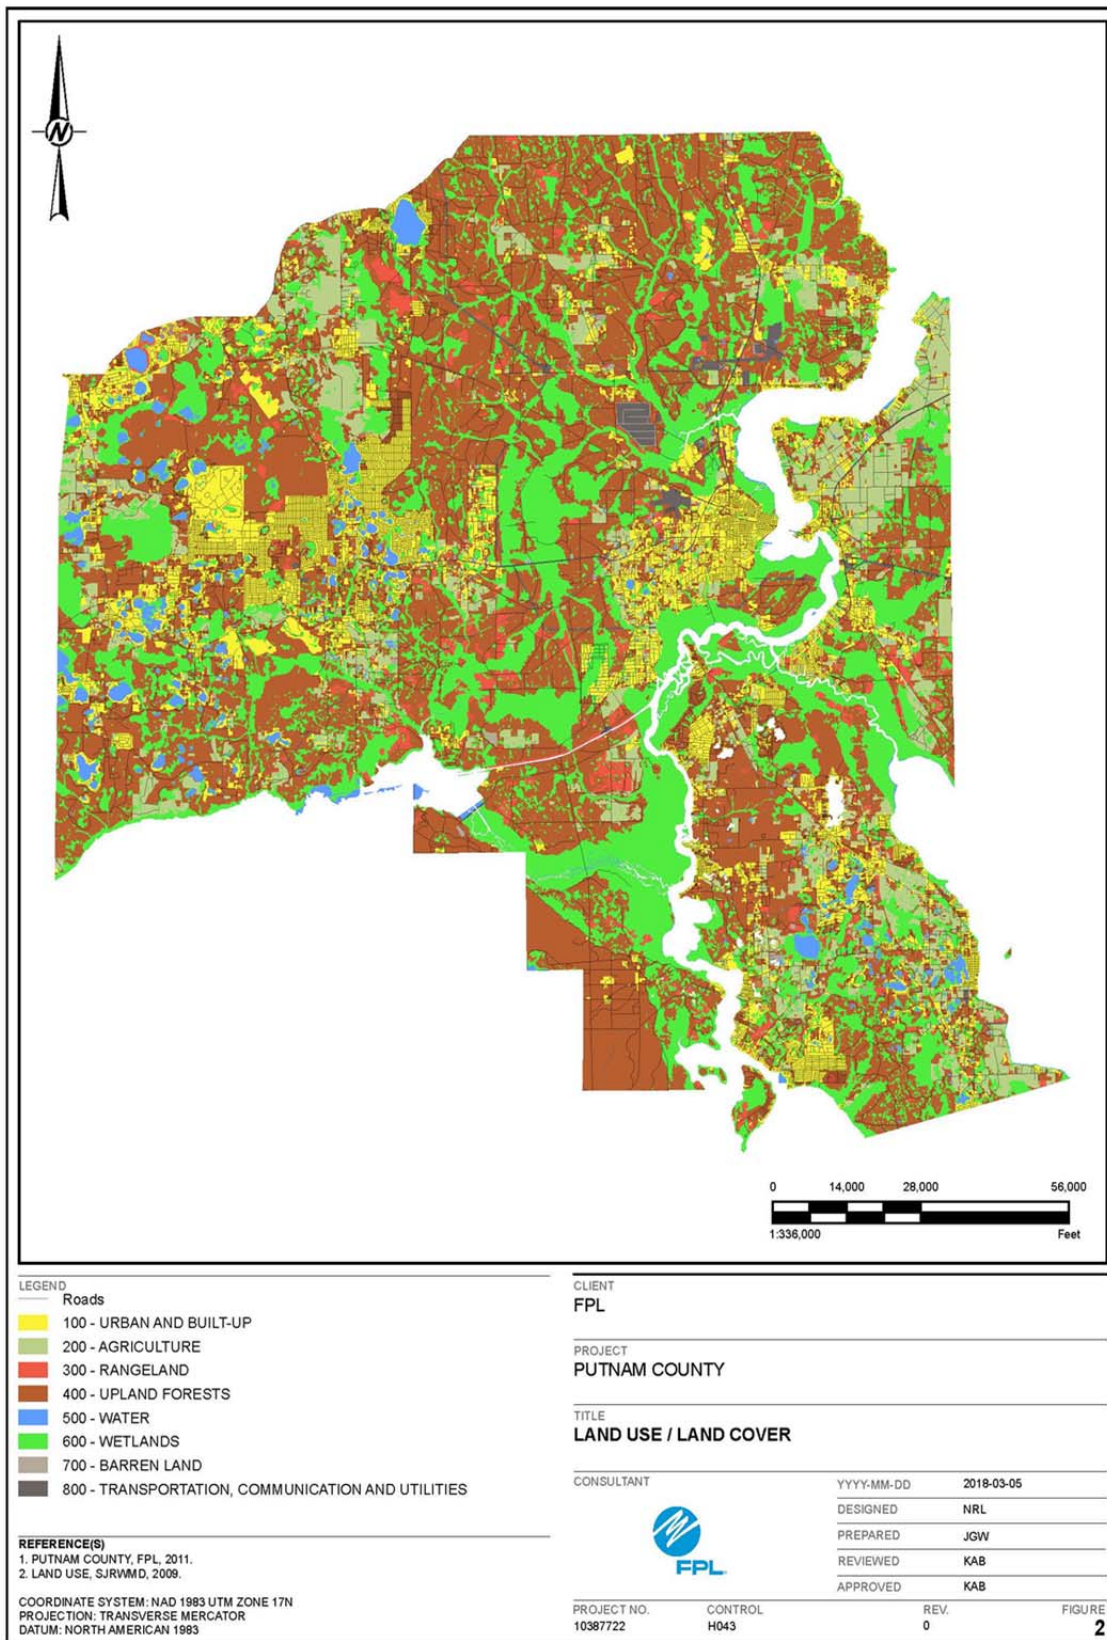 N
0 14,000 28,000 56,000
1:336,000 Feet
LEGEND
Roads
100 - URBAN AND BUILT-UP
200 - AGRICULTURE
300 - RANGELAND
400 - UPLAND FORESTS
500 - WATER
600 - WETLANDS
700 - BARREN LAND
800 - TRANSPORTATION, COMMUNICATION AND UTILITIES
REFERENCE(S)
1. PUTNAM COUNTY, FPL, 2011.
2. LAND USE, SJRWMD, 2009.
COORDINATE SYSTEM: NAD 1983 UTM ZONE 17N
PROJECTION: TRANSVERSE MERCATOR
DATUM: NORTH AMERICAN 1983
CLIENT
FPL
PROJECT
PUTNAM COUNTY
TITLE
LAND USE / LAND COVER
CONSULTANT
FPL.
YYYY-MM-DD 2018-03-05
DESIGNED NRL
PREPARED JGW
REVIEWED KAB
APPROVED KAB
PROJECT NO. CONTROL REV. FIGURE
10387722 H043 0 2